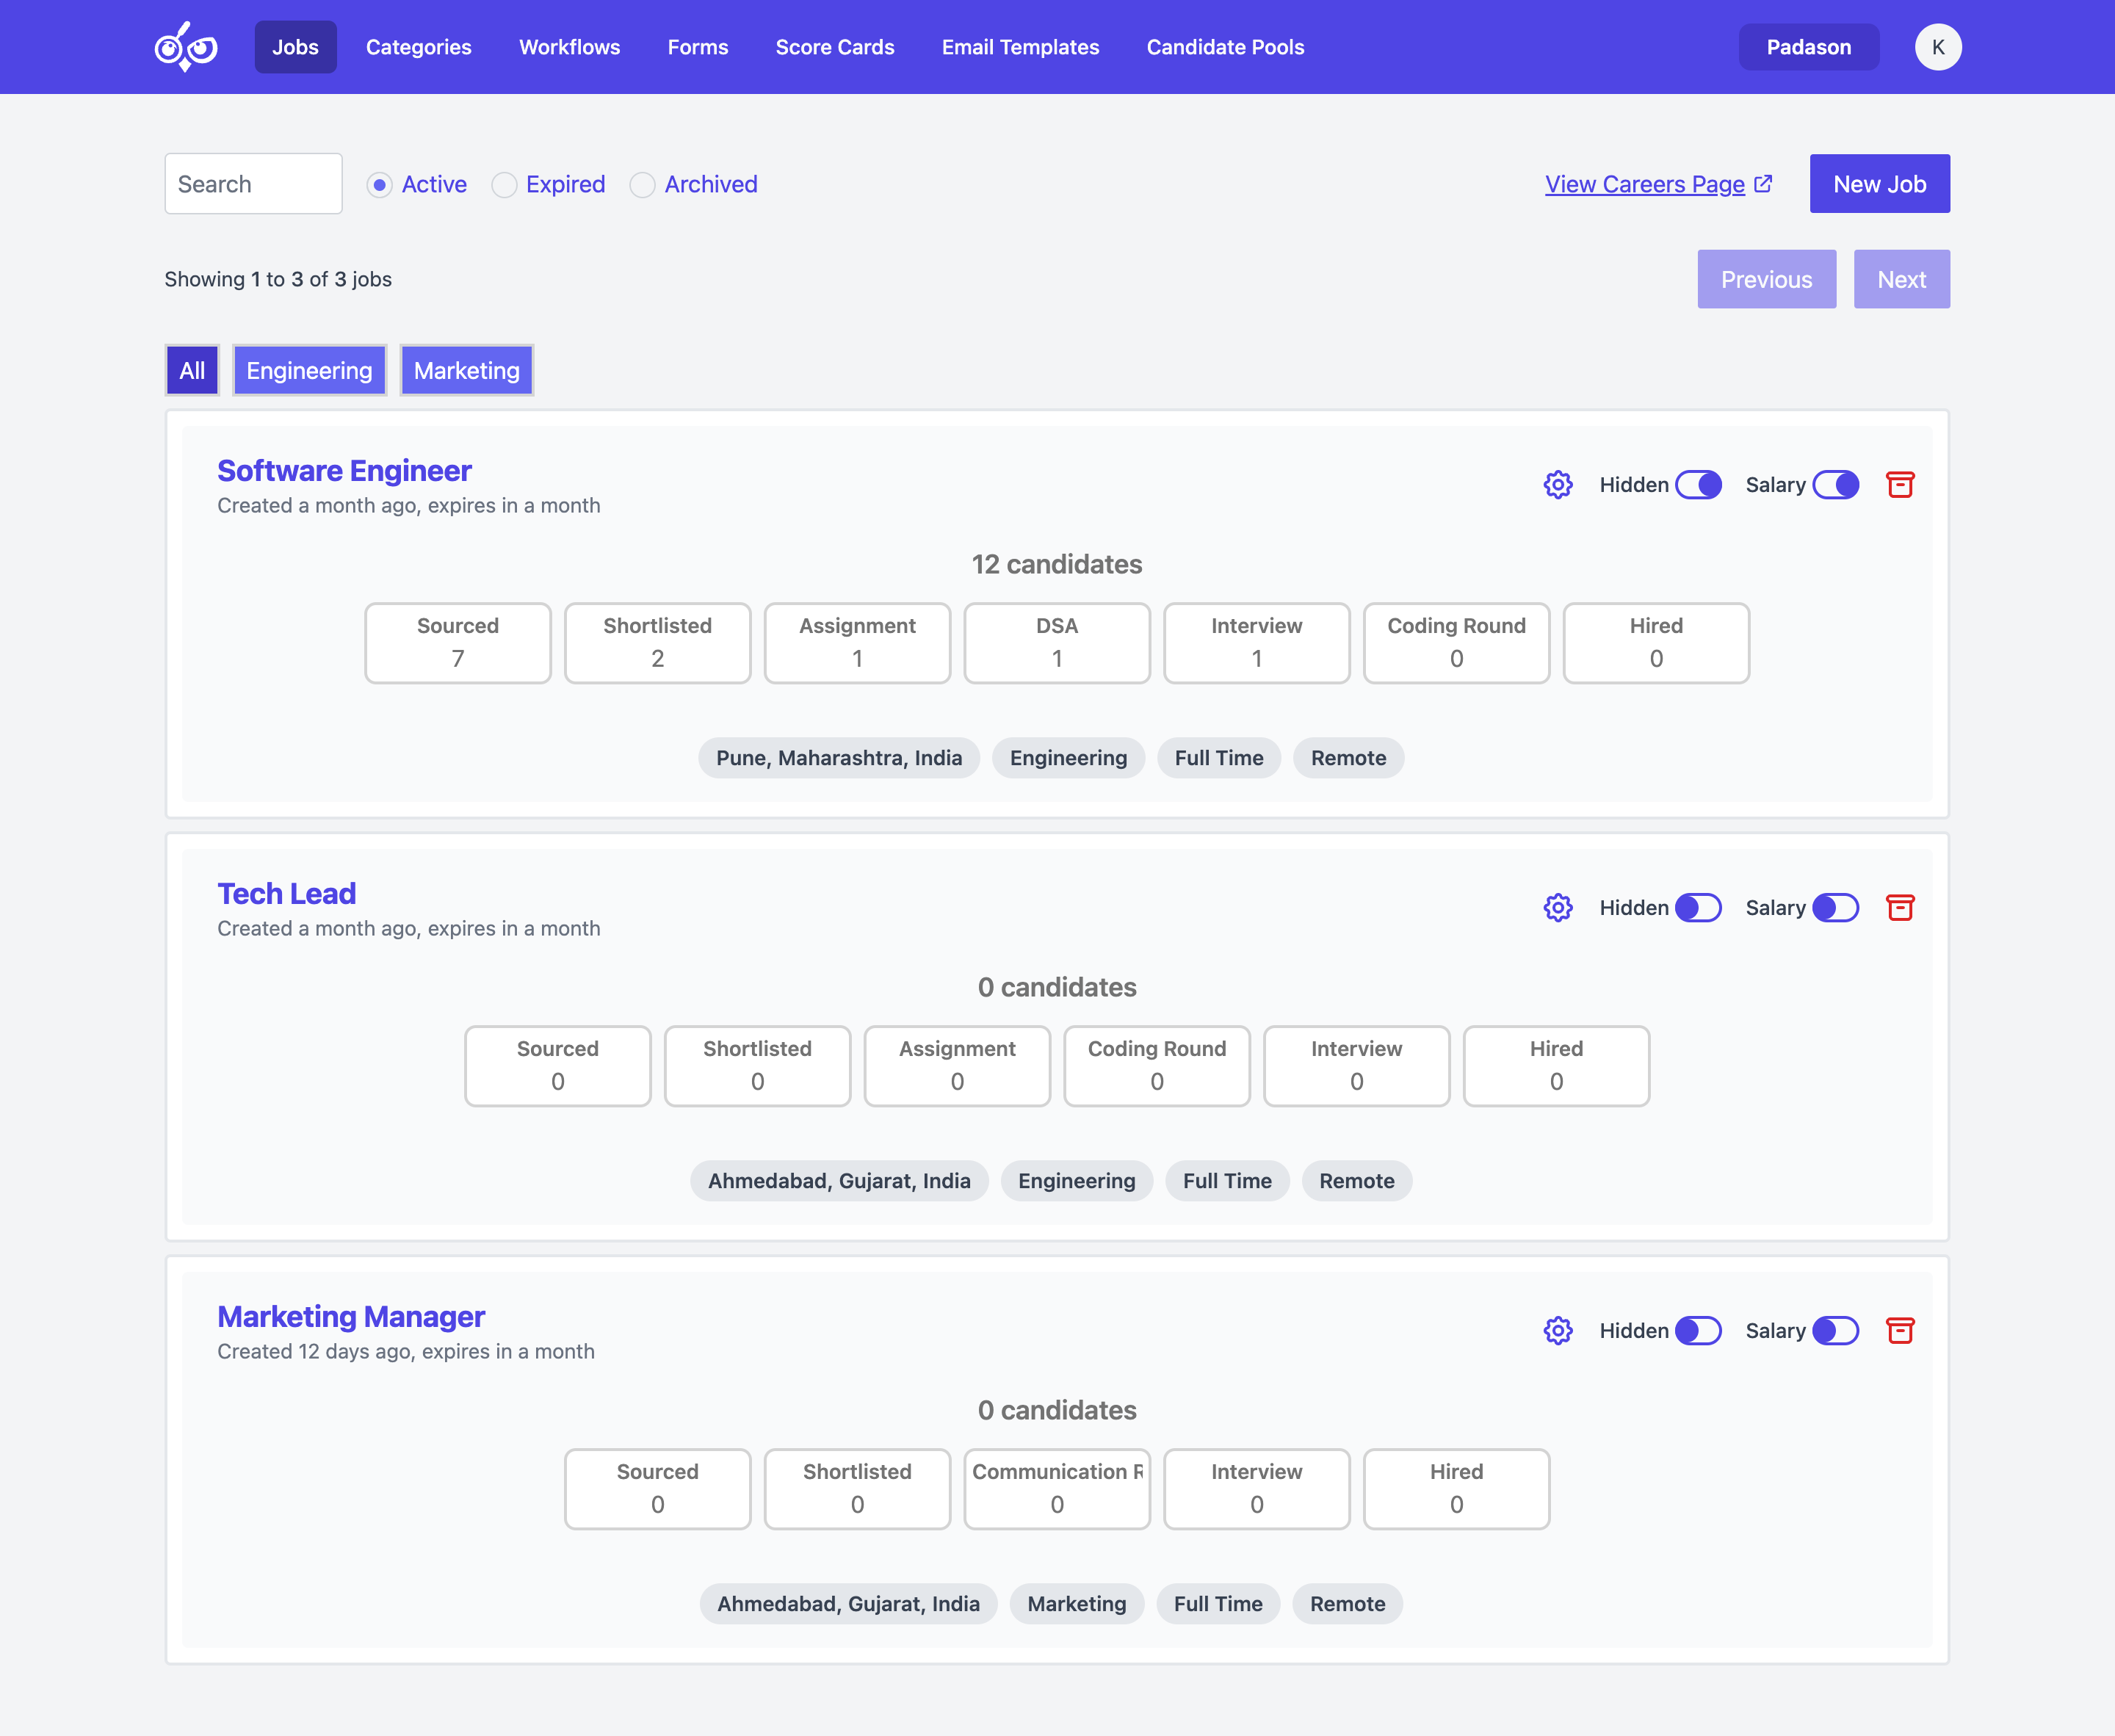 Jobs Categories Workflows Forms Score Cards Email Templates Candidate Pools Padason K
Search Active Expired Archived View Careers Page New Job
Showing 1 to 3 of 3 jobs Previous Next
All Engineering Marketing
Software Engineer
Created a month ago, expires in a month
Hidden Salary
12 candidates
Sourced Shortlisted Assignment DSA Interview Coding Round Hired
7 2 1 1 1 0 0
Pune, Maharashtra, India Engineering Full Time Remote
Tech Lead
Created a month ago, expires in a month
Hidden Salary
0 candidates
Sourced Shortlisted Assignment Coding Round Interview Hired
0 0 0 0 0 0
Ahmedabad, Gujarat, India Engineering Full Time Remote
Marketing Manager
Created 12 days ago, expires in a month
Hidden Salary
0 candidates
Sourced Shortlisted Communication R Interview Hired
0 0 0 0 0
Ahmedabad, Gujarat, India Marketing Full Time Remote